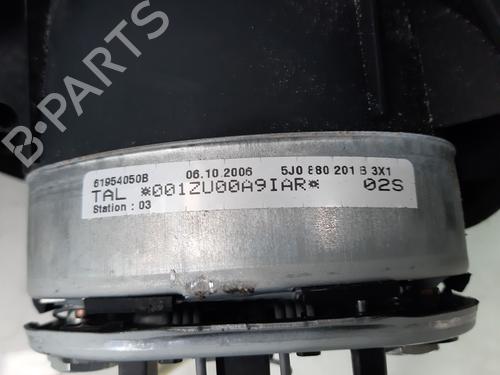 B-PARTS
61954050B 06.10.2006 5J0 880 201 B 3X1
TAL *001ZU00A9IAR* 02S
Station : 03